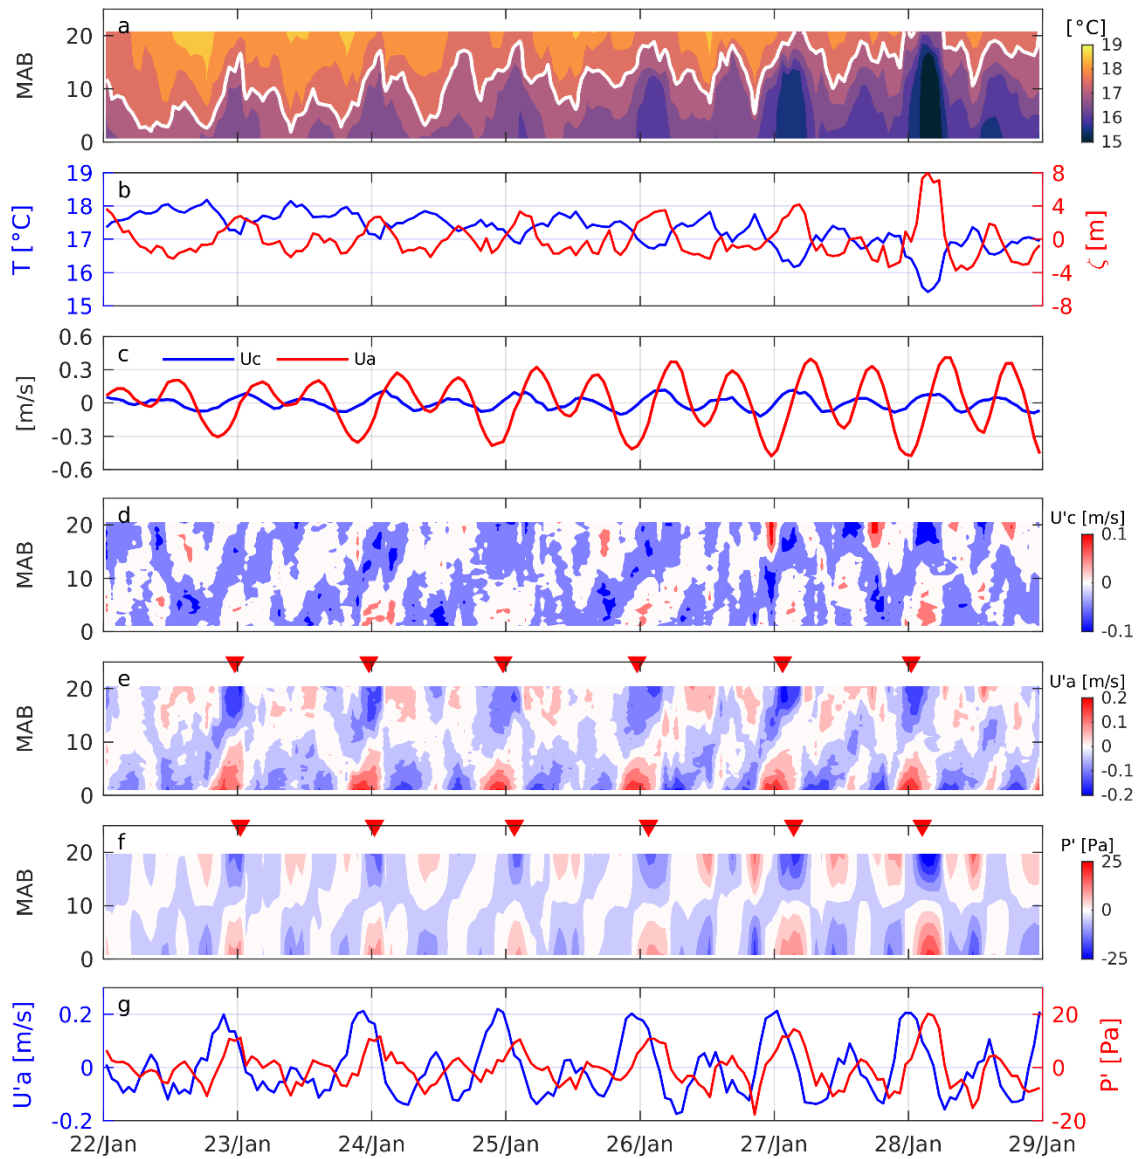 a
MAB
20
10
0
[°C]
19
18
17
16
15
b
T [°C]
19
18
17
16
15
8
4
0
-4
-8
ζ [m]
c
Uc
Ua
[m/s]
0.6
0.3
0
-0.3
-0.6
d
MAB
20
10
0
U'c [m/s]
0.1
0
-0.1
e
MAB
20
10
0
U'a [m/s]
0.2
0.1
0
-0.1
-0.2
f
MAB
20
10
0
P' [Pa]
25
0
-25
g
U'a [m/s]
0.2
0
-0.2
20
10
0
-10
-20
P' [Pa]
22/Jan 23/Jan 24/Jan 25/Jan 26/Jan 27/Jan 28/Jan 29/Jan